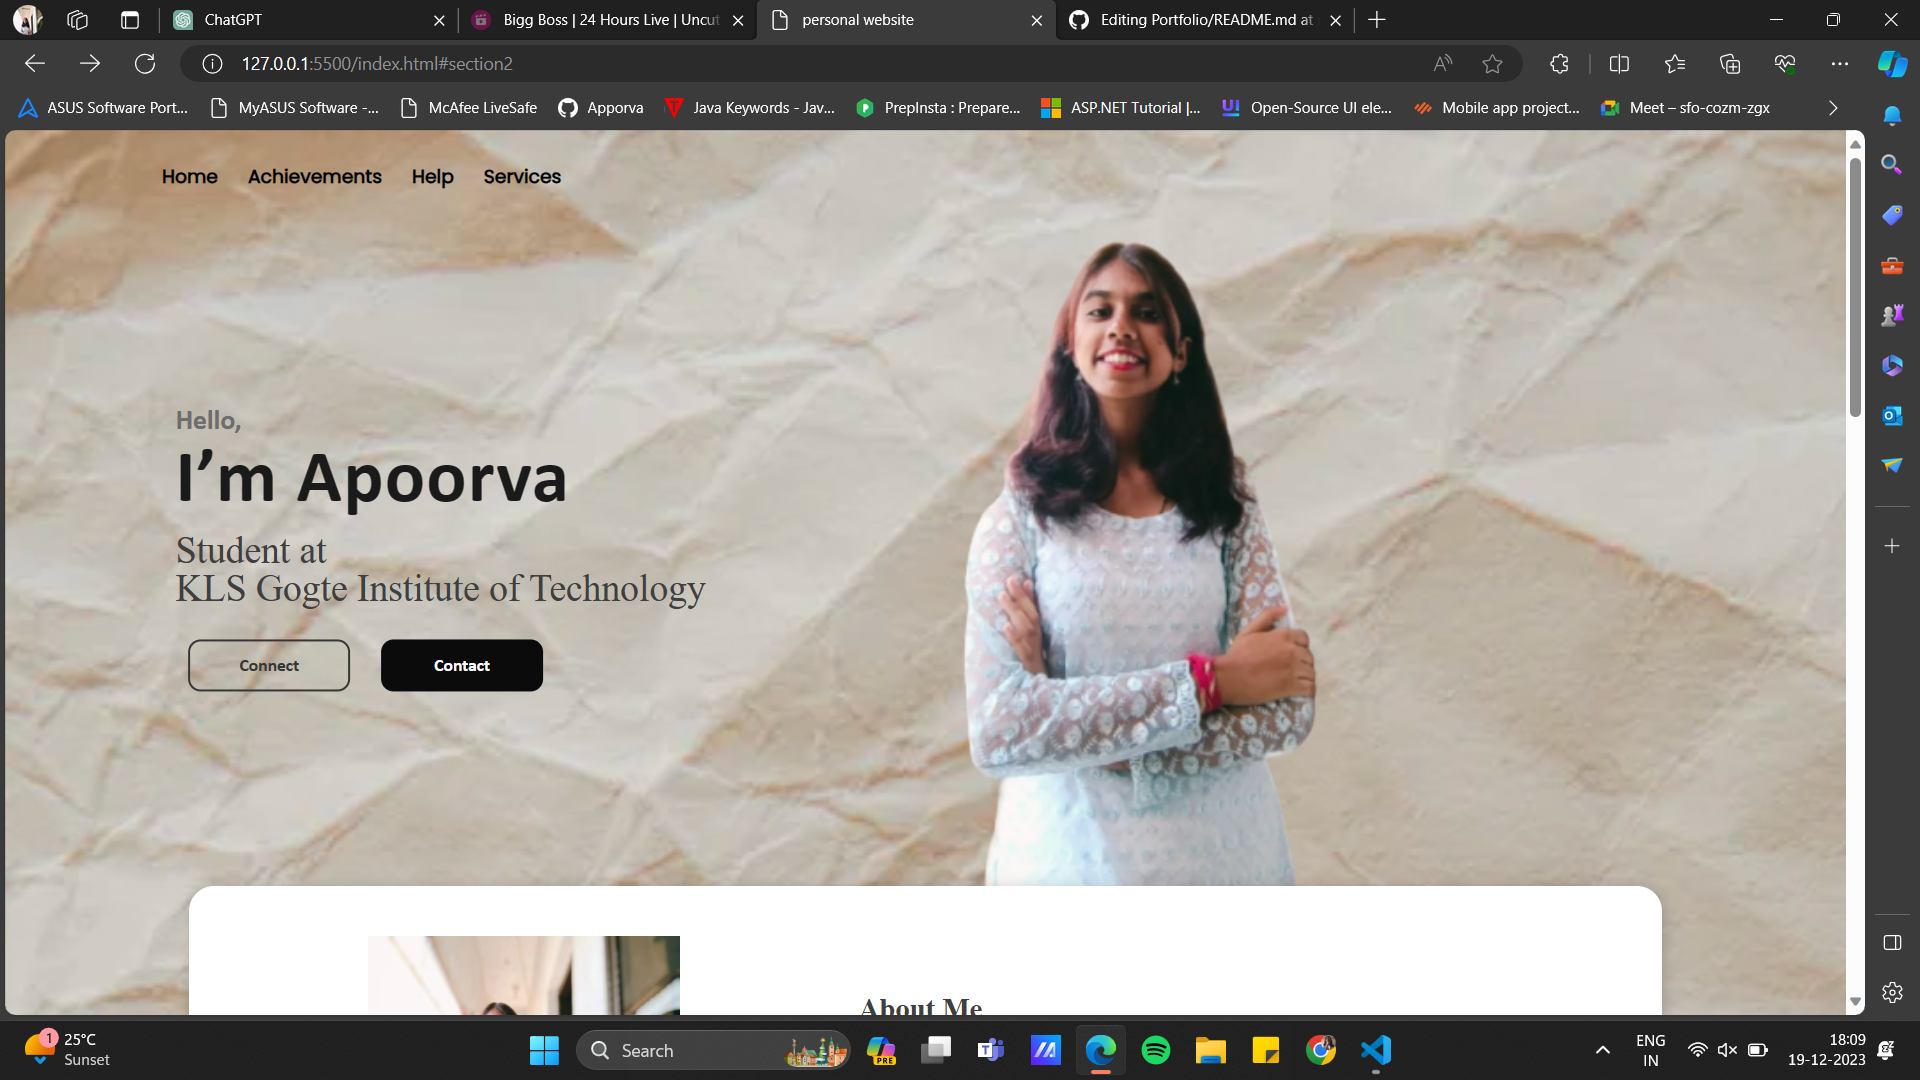 ChatGPT
Bigg Boss | 24 Hours Live | Uncut
personal website
Editing Portfolio/README.md at
127.0.0.1:5500/index.html#section2
ASUS Software Port...
MyASUS Software -...
McAfee LiveSafe
Apporva
Java Keywords - Jav...
PrepInsta : Prepare...
ASP.NET Tutorial |...
Open-Source UI ele...
Mobile app project...
Meet – sfo-cozm-zgx
Home
Achievements
Help
Services
Hello,
I’m Apoorva
Student at
KLS Gogte Institute of Technology
Connect
Contact
About Me
1
25°C
Sunset
Search
PRE
ENG
IN
18:09
19-12-2023